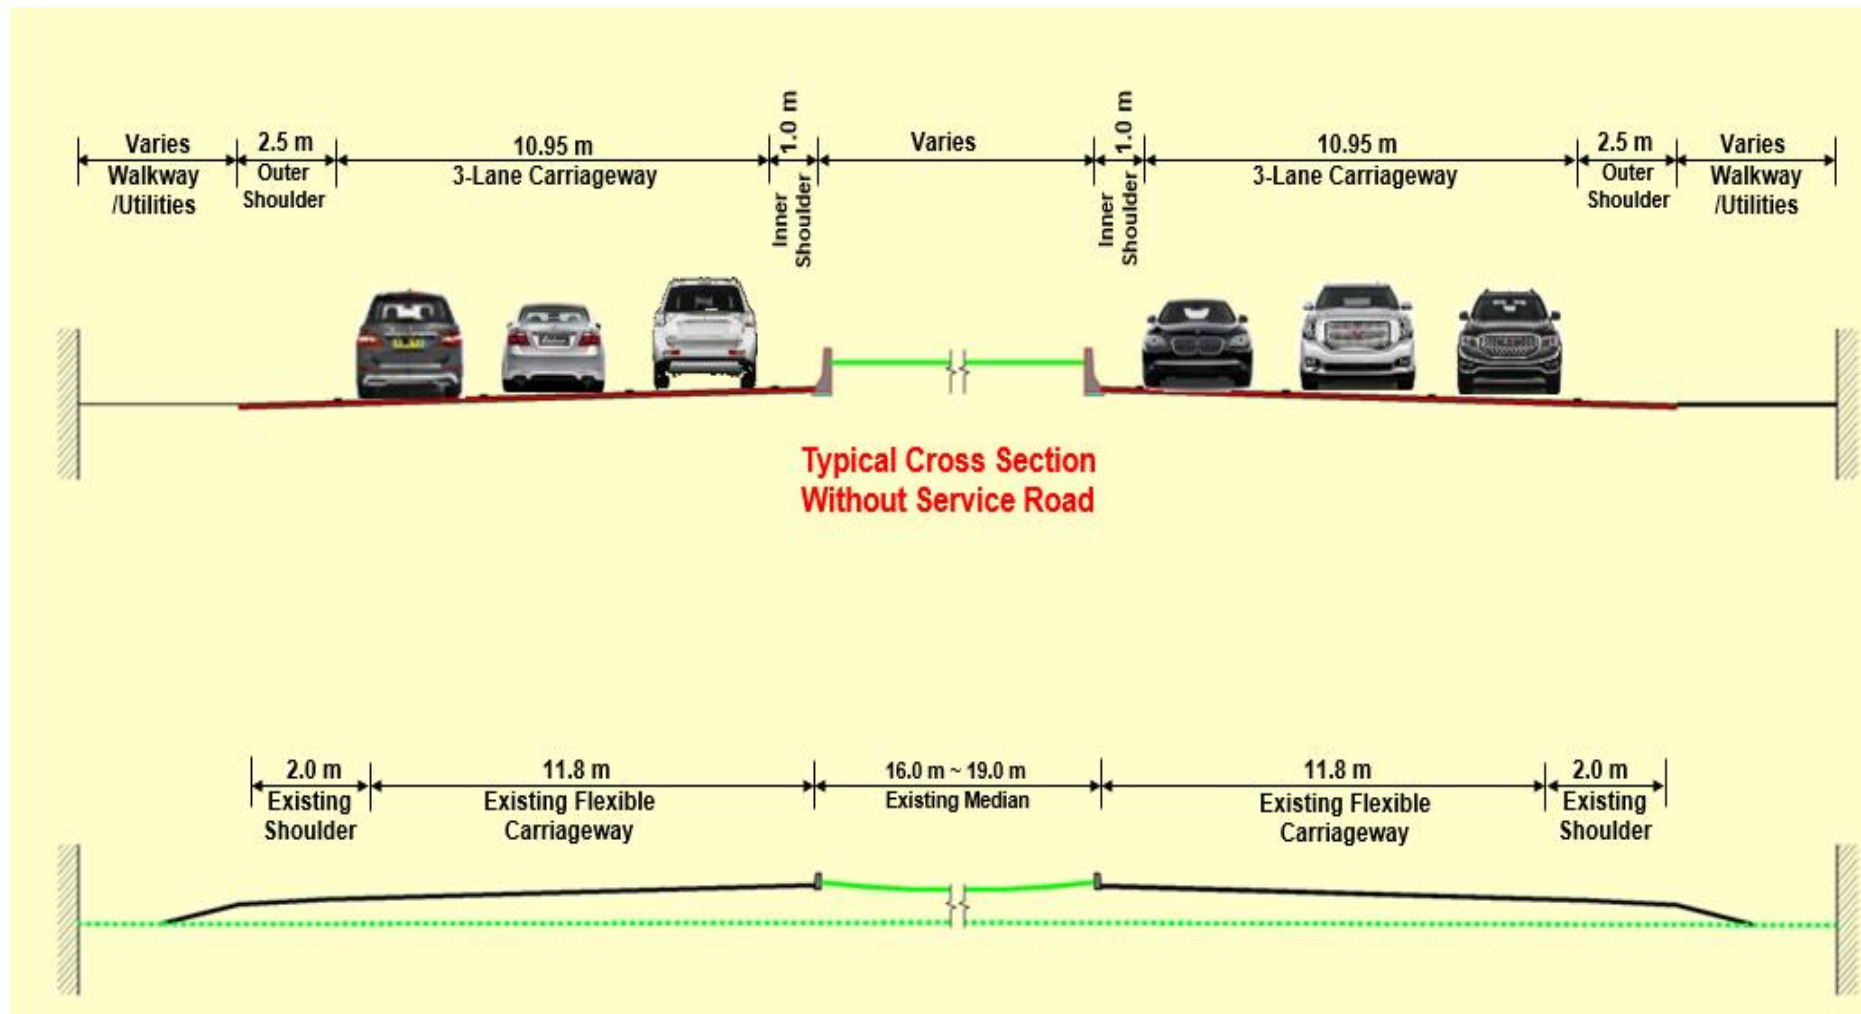 Varies
Walkway
/Utilities
2.5 m
Outer
Shoulder
10.95 m
3-Lane Carriageway
1.0 m
Inner
Shoulder
Varies
1.0 m
Inner
Shoulder
10.95 m
3-Lane Carriageway
2.5 m
Outer
Shoulder
Varies
Walkway
/Utilities
Typical Cross Section
Without Service Road
2.0 m
Existing
Shoulder
11.8 m
Existing Flexible
Carriageway
16.0 m ~ 19.0 m
Existing Median
11.8 m
Existing Flexible
Carriageway
2.0 m
Existing
Shoulder